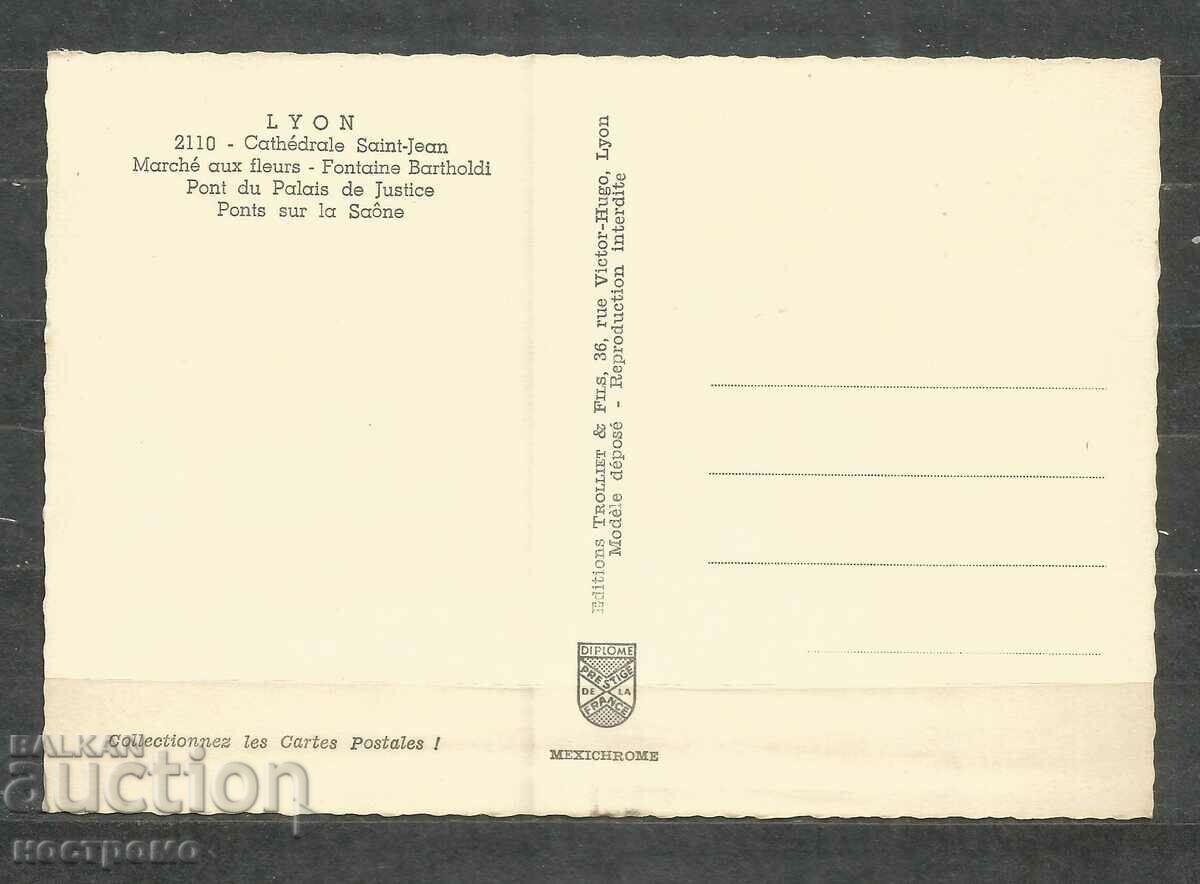 LYON
2110 - Cathédrale Saint-Jean
Marché aux fleurs - Fontaine Bartholdi
Pont du Palais de Justice
Ponts sur la Saône
Editions TROLLIET & FILS, 36, rue Victor-Hugo, Lyon
Modèle déposé - Reproduction interdite
DIPLOME
PRESTIGE
DE LA
FRANCE
MEXICHROME
Collectionnez les Cartes Postales !
BALKAN
auction
ностромо